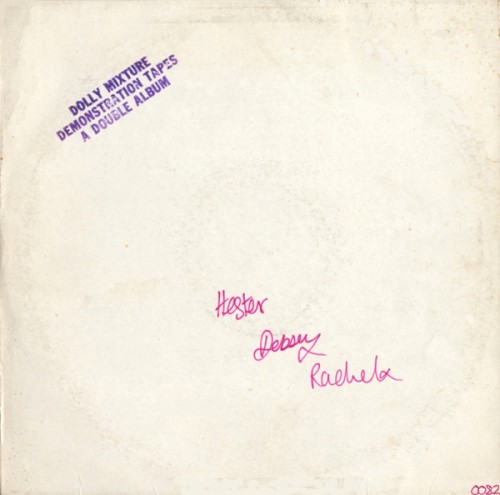 DOLLY MIXTURE
DEMONSTRATION TAPES
A DOUBLE ALBUM
Hester
Debsey
Rachel x
0082